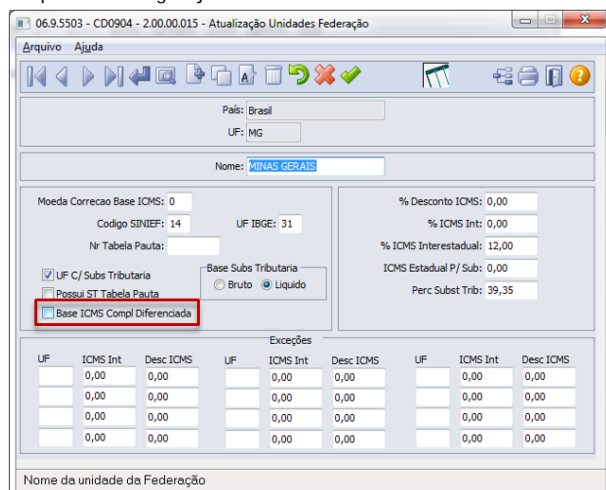 06.9.5503 - CD0904 - 2.00.00.015 - Atualização Unidades Federação
Arquivo Ajuda
País: Brasil
UF: MG
Nome: MINAS GERAIS
Moeda Correcao Base ICMS: 0
Codigo SINIEF: 14 UF IBGE: 31
Nr Tabela Pauta:
UF C/ Subs Tributaria
Possui ST Tabela Pauta
Base ICMS Compl Diferenciada
Base Subs Tributaria
Bruto Liquido
% Desconto ICMS: 0,00
% ICMS Int: 0,00
% ICMS Interestadual: 12,00
ICMS Estadual P/ Sub: 0,00
Perc Subst Trib: 39,35
Exceções
UF ICMS Int Desc ICMS UF ICMS Int Desc ICMS UF ICMS Int Desc ICMS
0,00 0,00 0,00 0,00 0,00 0,00
0,00 0,00 0,00 0,00 0,00 0,00
0,00 0,00 0,00 0,00 0,00 0,00
0,00 0,00 0,00 0,00 0,00 0,00
Nome da unidade da Federação